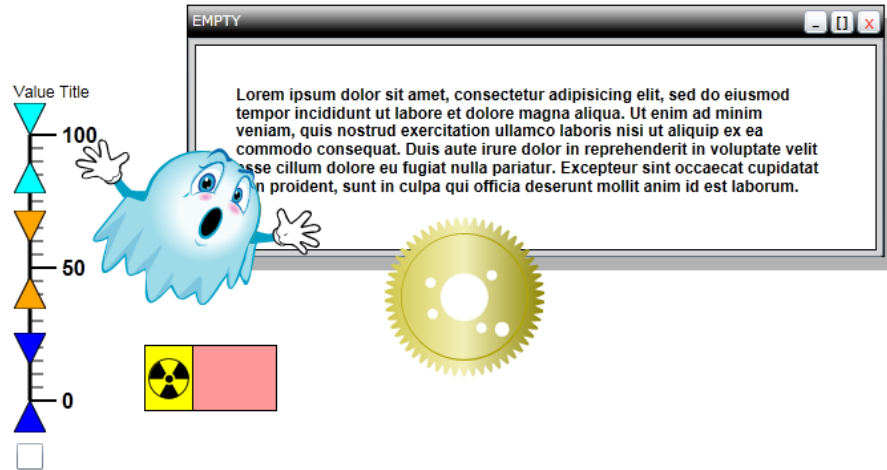 EMPTY
Lorem ipsum dolor sit amet, consectetur adipisicing elit, sed do eiusmod
tempor incididunt ut labore et dolore magna aliqua. Ut enim ad minim
veniam, quis nostrud exercitation ullamco laboris nisi ut aliquip ex ea
commodo consequat. Duis aute irure dolor in reprehenderit in voluptate velit
esse cillum dolore eu fugiat nulla pariatur. Excepteur sint occaecat cupidatat
proident, sunt in culpa qui officia deserunt mollit anim id est laborum.
Value Title
100
50
0